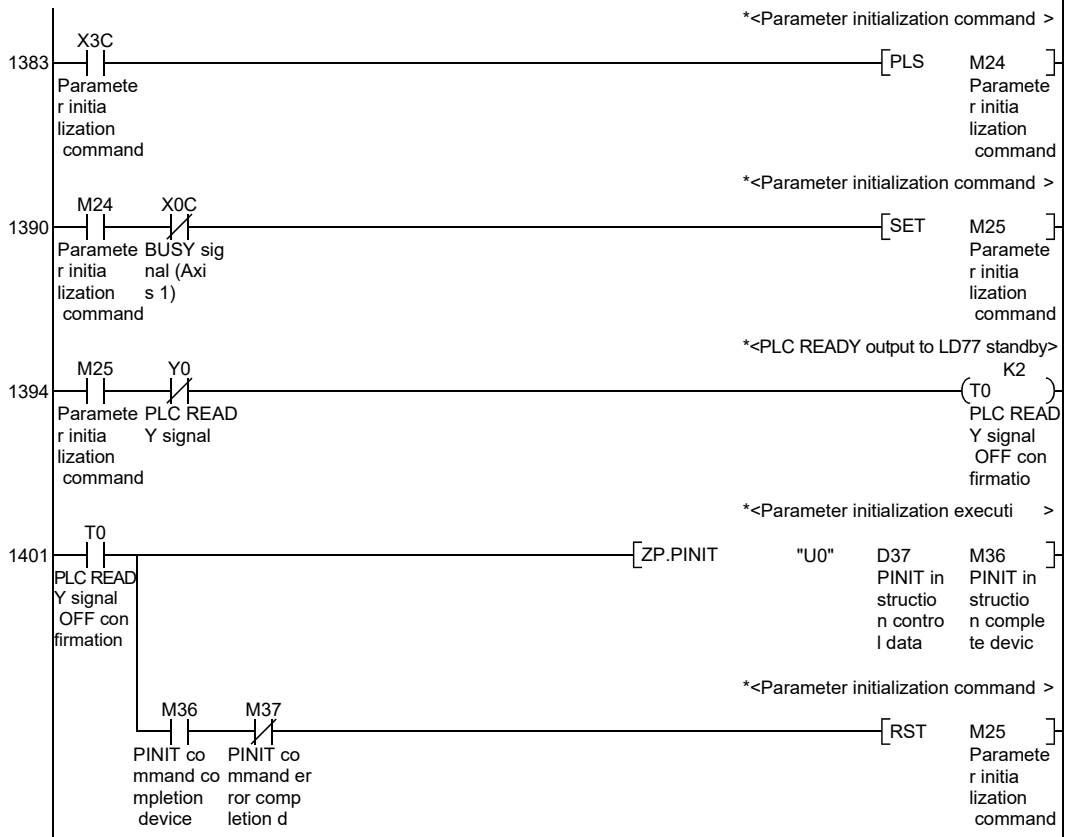 *<Parameter initialization command >
X3C
1383
PLS M24
Paramete
r initia
lization
command
Paramete
r initia
lization
command
*<Parameter initialization command >
M24 X0C
1390
SET M25
Paramete
r initia
lization
command
BUSY sig
nal (Axi
s 1)
Paramete
r initia
lization
command
*<PLC READY output to LD77 standby>
M25 Y0
K2
1394
T0
Paramete
r initia
lization
command
PLC READ
Y signal
PLC READ
Y signal
OFF con
firmatio
*<Parameter initialization executi >
T0
1401
ZP.PINIT "U0" D37 M36
PLC READ
Y signal
OFF con
firmation
PINIT in
structio
n contro
l data
PINIT in
structio
n comple
te devic
*<Parameter initialization command >
M36 M37
RST M25
PINIT co
mmand co
mpletion
device
PINIT co
mmand er
ror comp
letion d
Paramete
r initia
lization
command